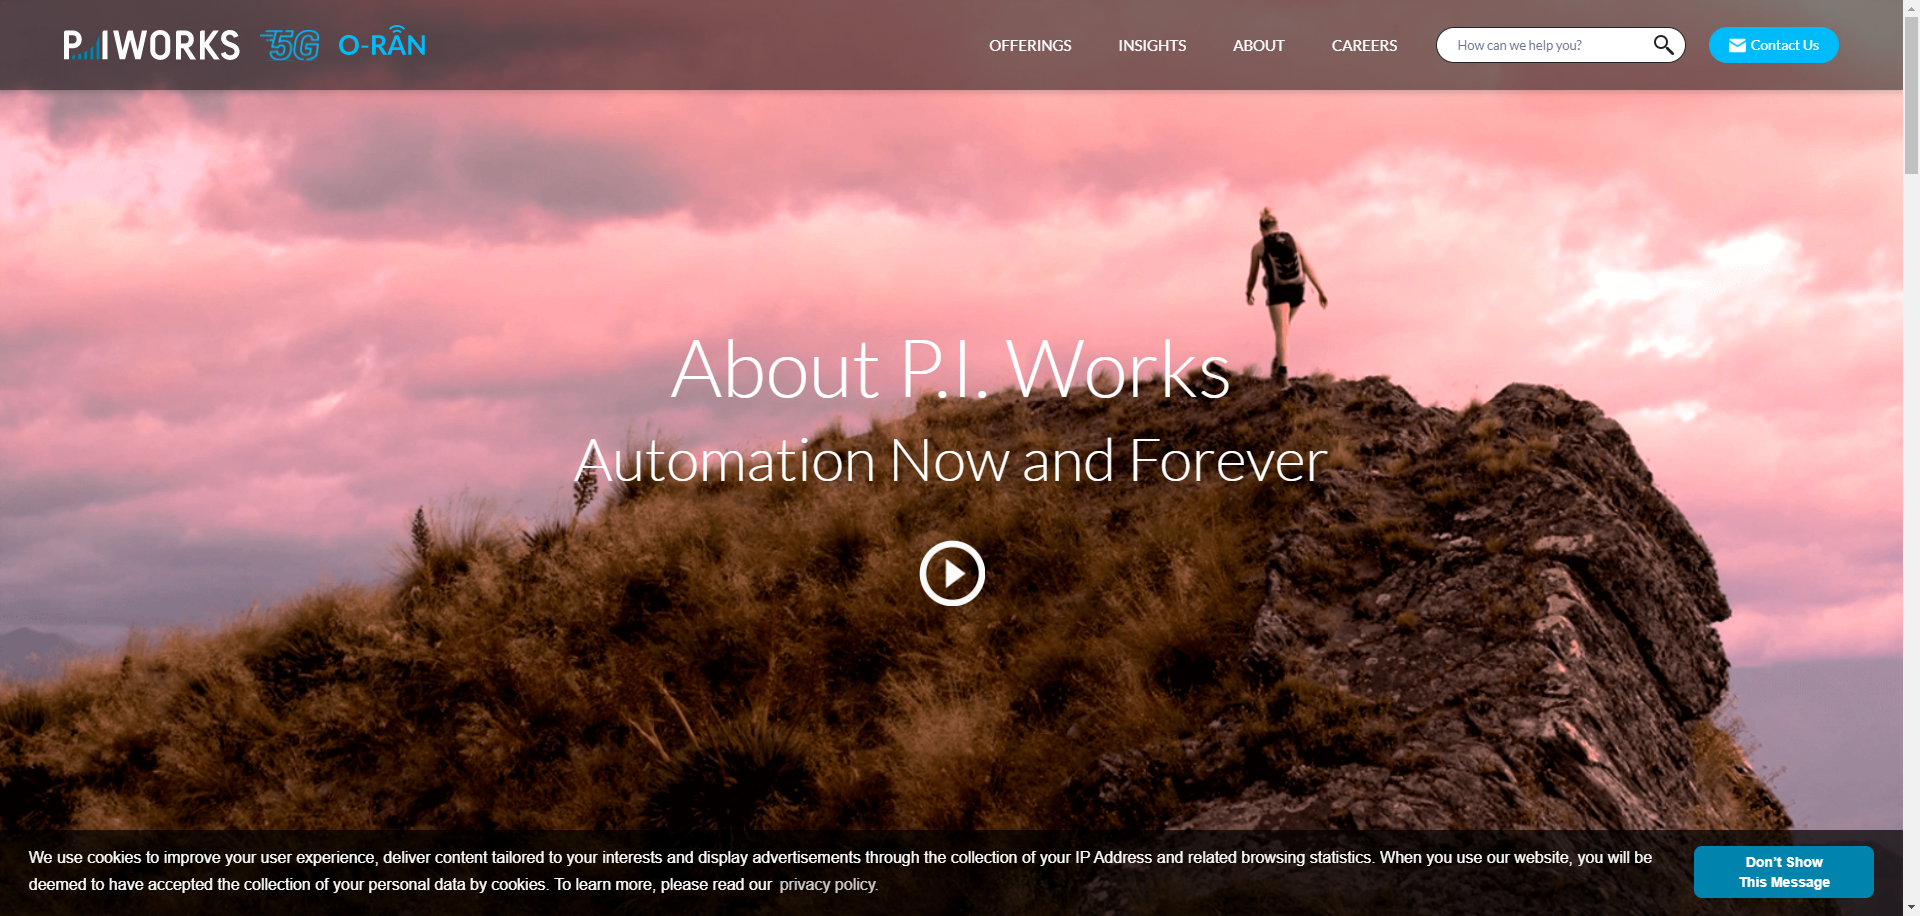 P.I WORKS 5G O-RAN
OFFERINGS INSIGHTS ABOUT CAREERS How can we help you? Contact Us
About P.I. Works
Automation Now and Forever
We use cookies to improve your user experience, deliver content tailored to your interests and display advertisements through the collection of your IP Address and related browsing statistics. When you use our website, you will be
deemed to have accepted the collection of your personal data by cookies. To learn more, please read our privacy policy.
Don't Show
This Message